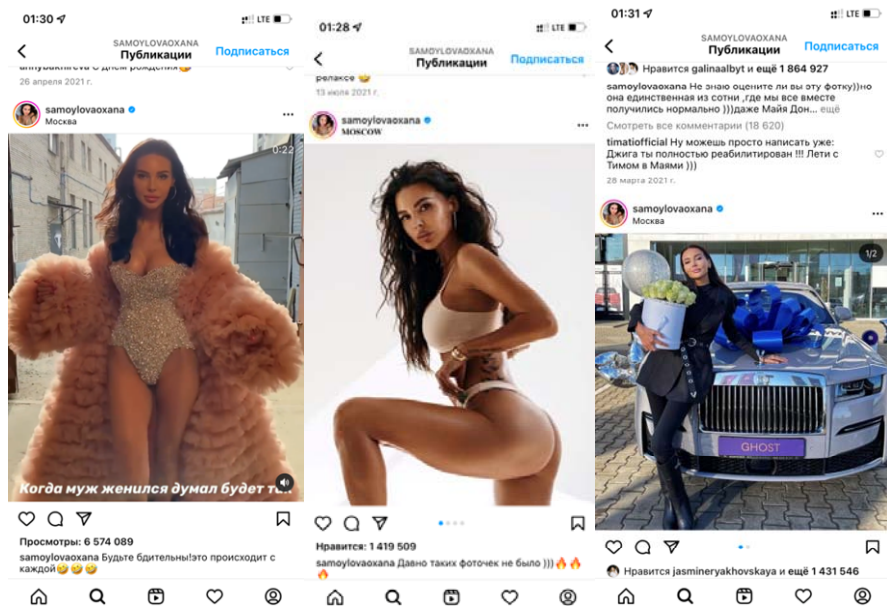 01:30
LTE
SAMOYLOVAOXANA
Публикации
Подписаться
annybakhireva С днем рождения
26 апреля 2021 г.
samoylovaoxana
Москва
0:22
Когда муж женился думал будет так
Просмотры: 6 574 089
samoylovaoxana Будьте бдительны!это происходит с
каждой🤣🤣🤣
01:28
LTE
SAMOYLOVAOXANA
Публикации
Подписаться
релаксе 🤣
13 июля 2021 г.
samoylovaoxana
MOSCOW
Нравится: 1 419 509
samoylovaoxana Давно таких фоточек не было )))🔥🔥
🔥
01:31
LTE
SAMOYLOVAOXANA
Публикации
Подписаться
Нравится galinaalbyt и ещё 1 864 927
samoylovaoxana Не знаю оцените ли вы эту фотку))но
она единственная из сотни ,где мы все вместе
получились нормально )))даже Майя Дон... ещё
Смотреть все комментарии (18 620)
timatiofficial Ну можешь просто написать уже:
Джига ты полностью реабилитирован !!! Лети с
Тимом в Маями )))
28 марта 2021 г.
samoylovaoxana
Москва
1/2
GHOST
Нравится jasmineryakhovskaya и ещё 1 431 546